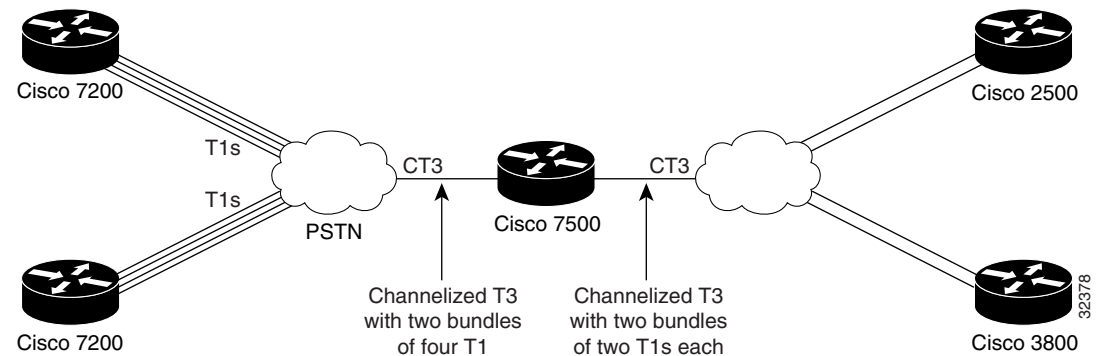 Cisco 7200
T1s
T1s
Cisco 7200
PSTN
CT3
Cisco 7500
CT3
Channelized T3
with two bundles
of four T1
Channelized T3
with two bundles
of two T1s each
Cisco 2500
Cisco 3800
32378